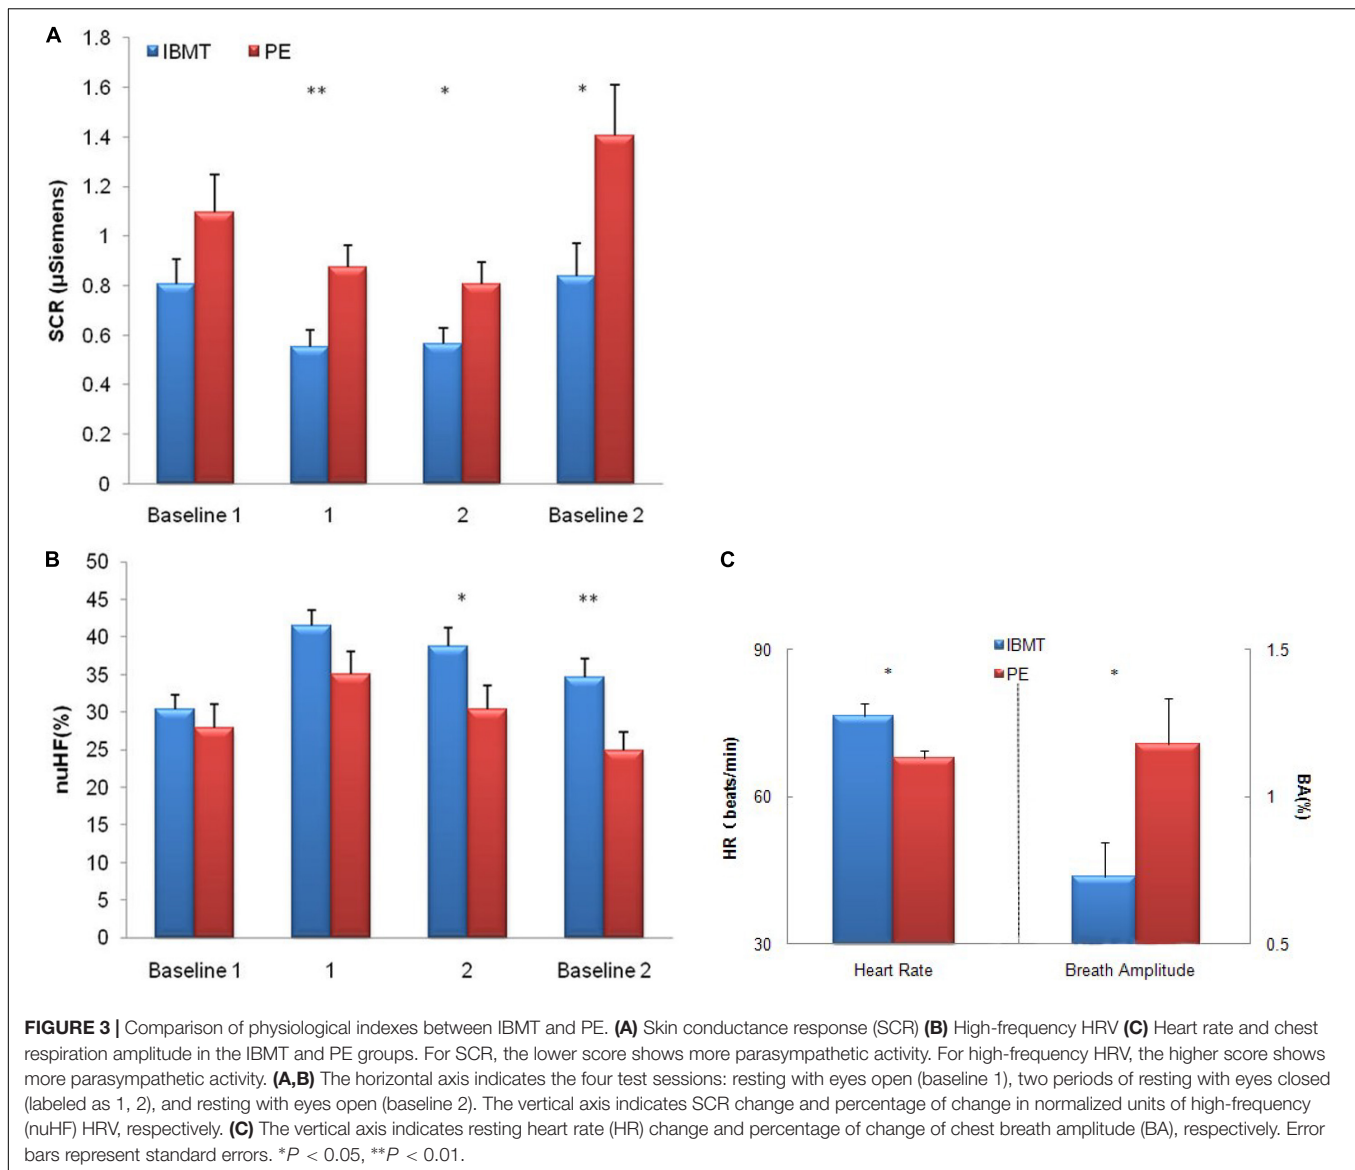 A
1.8
1.6
1.4
1.2
1
0.8
0.6
0.4
0.2
0
SCR (µSiemens)
IBMT PE
** * *
Baseline 1 1 2 Baseline 2
B
50
45
40
35
30
25
20
15
10
5
0
nuHF(%)
* **
Baseline 1 1 2 Baseline 2
C
IBMT
PE
* *
90
60
30
HR ( beats/min)
1.5
1
0.5
BA(%)
Heart Rate Breath Amplitude
FIGURE 3 | Comparison of physiological indexes between IBMT and PE. (A) Skin conductance response (SCR) (B) High-frequency HRV (C) Heart rate and chest
respiration amplitude in the IBMT and PE groups. For SCR, the lower score shows more parasympathetic activity. For high-frequency HRV, the higher score shows
more parasympathetic activity. (A,B) The horizontal axis indicates the four test sessions: resting with eyes open (baseline 1), two periods of resting with eyes closed
(labeled as 1, 2), and resting with eyes open (baseline 2). The vertical axis indicates SCR change and percentage of change in normalized units of high-frequency
(nuHF) HRV, respectively. (C) The vertical axis indicates resting heart rate (HR) change and percentage of change of chest breath amplitude (BA), respectively. Error
bars represent standard errors. *P < 0.05, **P < 0.01.